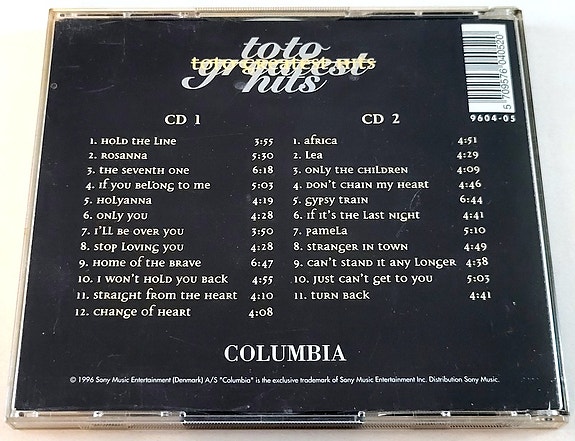 toto
toto greatest hits
greatest
hits
CD 1
1. Hold the Line 3:55
2. Rosanna 5:30
3. The Seventh One 6:18
4. If You Belong to Me 5:03
5. Holyanna 4:19
6. Only You 4:28
7. I'll Be Over You 3:50
8. Stop Loving You 4:28
9. Home of the Brave 6:47
10. I Won't Hold You Back 4:55
11. Straight from the Heart 4:10
12. Change of Heart 4:08
CD 2
1. Africa 4:51
2. Lea 4:29
3. Only the Children 4:09
4. Don't Chain My Heart 4:46
5. Gypsy Train 6:44
6. If It's the Last Night 4:41
7. Pamela 5:10
8. Stranger in Town 4:49
9. Can't Stand It Any Longer 4:38
10. Just Can't Get to You 5:03
11. Turn Back 4:41
5 709576 040520
9604-05
COLUMBIA
© 1996 Sony Music Entertainment (Denmark) A/S "Columbia" is the exclusive trademark of Sony Music Entertainment Inc. Distribution Sony Music.